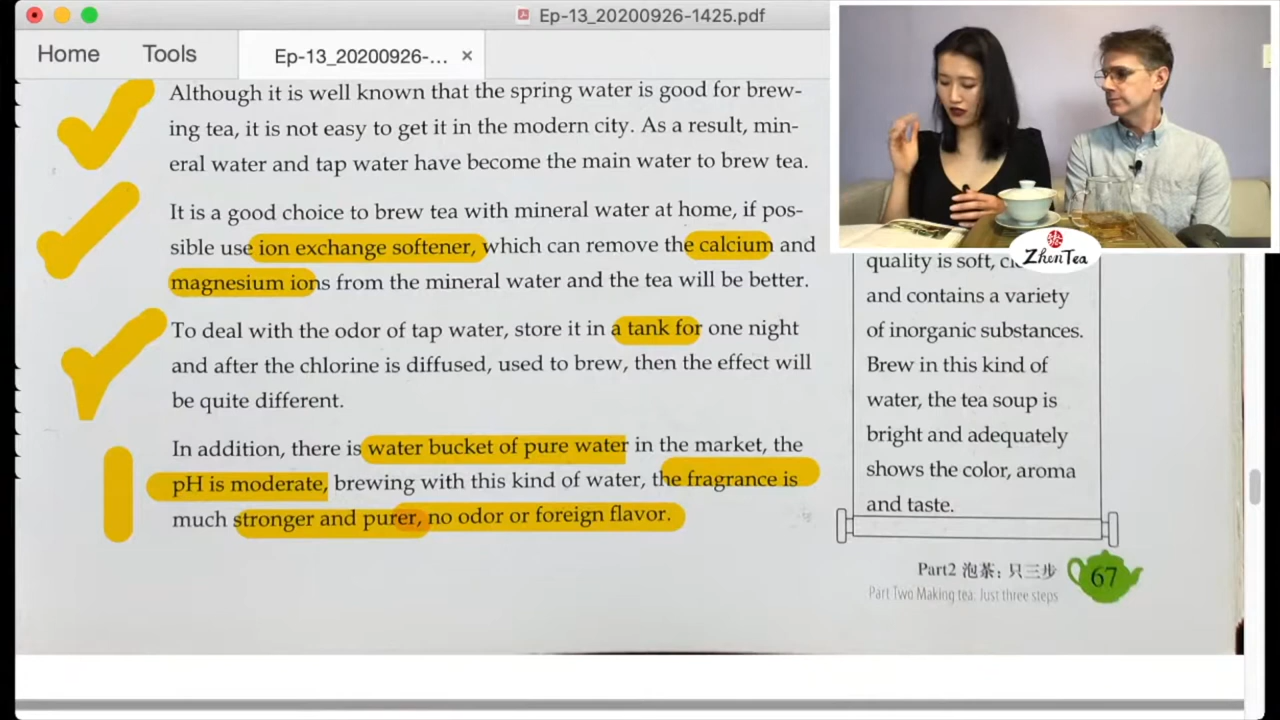 Ep-13_20200926-1425.pdf
Home
Tools
Ep-13_20200926-...
Although it is well known that the spring water is good for brew-
ing tea, it is not easy to get it in the modern city. As a result, min-
eral water and tap water have become the main water to brew tea.
It is a good choice to brew tea with mineral water at home, if pos-
sible use ion exchange softener, which can remove the calcium and
magnesium ions from the mineral water and the tea will be better.
To deal with the odor of tap water, store it in a tank for one night
and after the chlorine is diffused, used to brew, then the effect will
be quite different.
In addition, there is water bucket of pure water in the market, the
pH is moderate, brewing with this kind of water, the fragrance is
much stronger and purer, no odor or foreign flavor.
ZhenTea
quality is soft,
and contains a variety
of inorganic substances.
Brew in this kind of
water, the tea soup is
bright and adequately
shows the color, aroma
and taste.
Part2 泡茶：只三步
67
Part Two Making tea: Just three steps